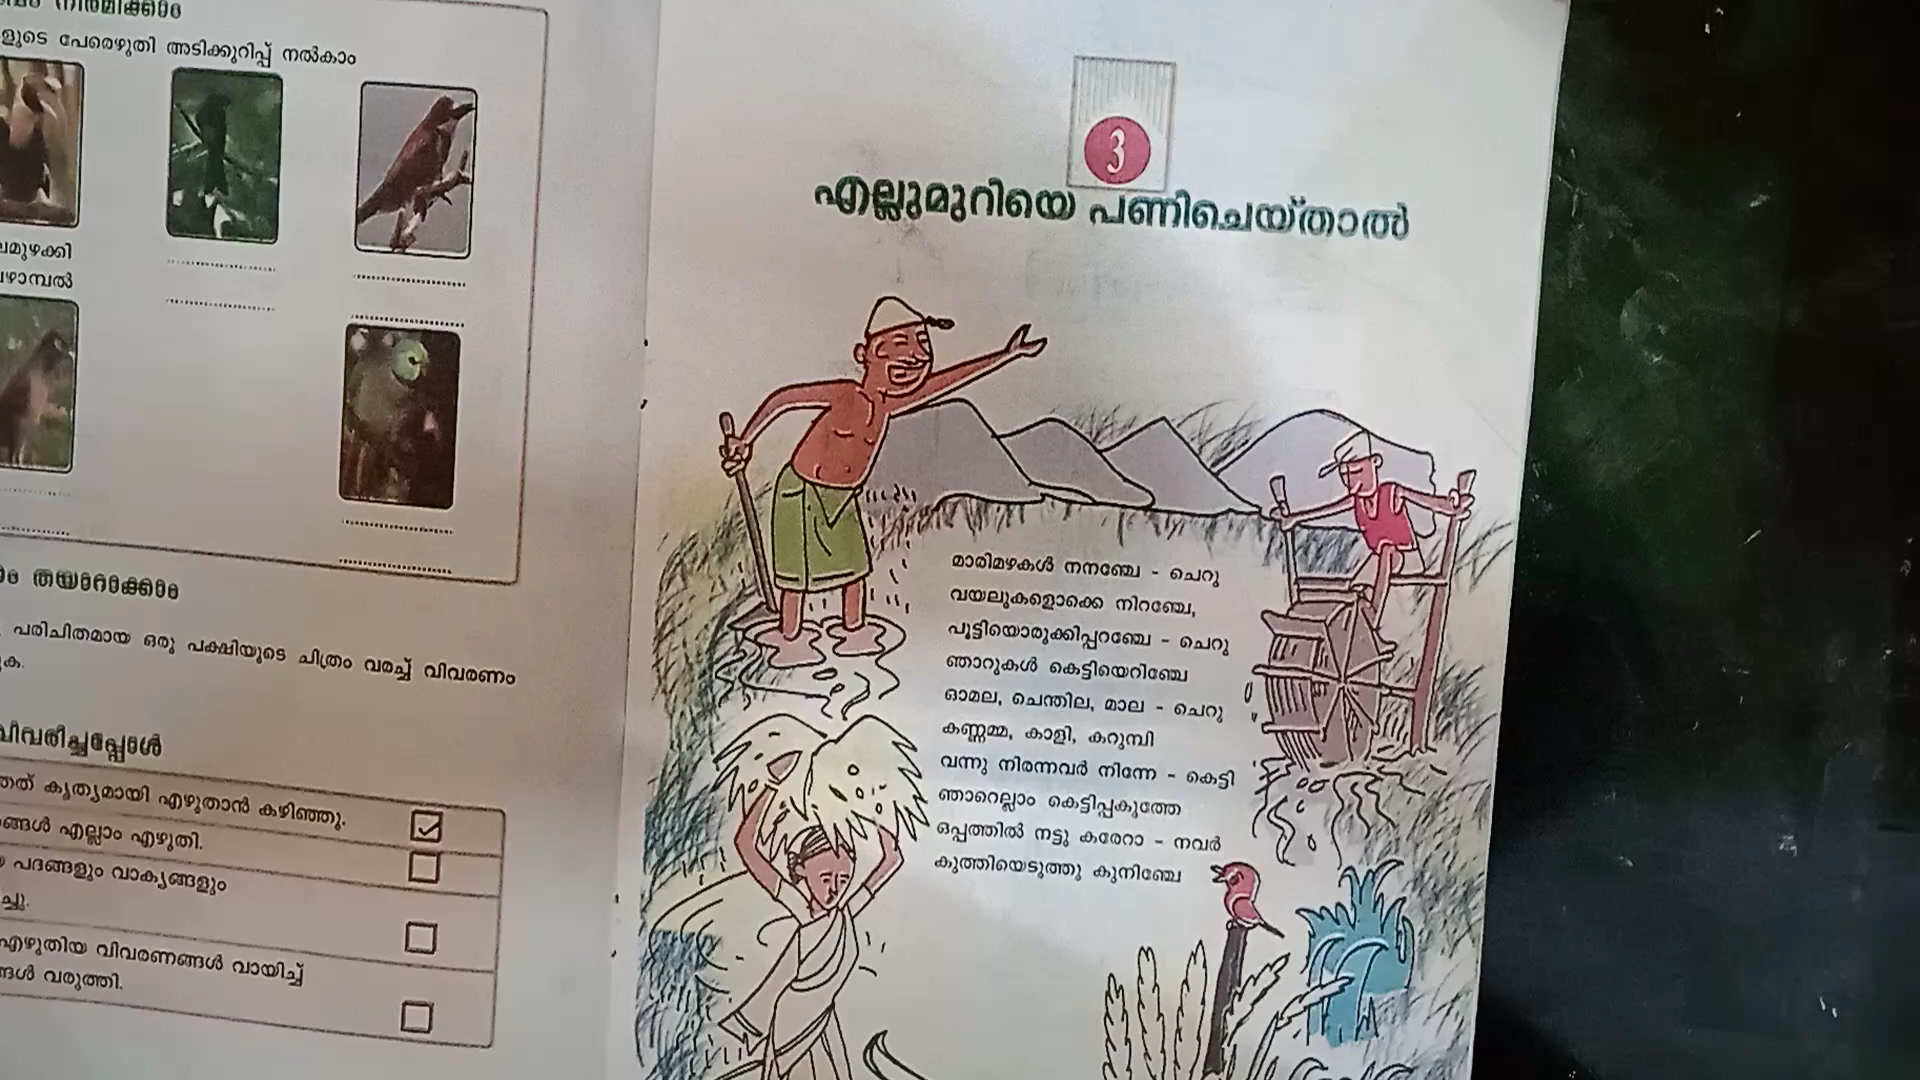 നിർമിക്കാം
ളുടെ പേരെഴുതി അടിക്കുറിപ്പ് നൽകാം
പരിചിതമായ ഒരു പക്ഷിയുടെ ചിത്രം വരച്ച് വിവരണം
തയാറാക്കാം
കൃത്യമായി എഴുതാൻ കഴിഞ്ഞു.
എല്ലാം എഴുതി.
പദങ്ങളും വാക്യങ്ങളും
എഴുതിയ വിവരണങ്ങൾ വായിച്ച്
വരുത്തി.
3
എല്ലുമുറിയെ പണിചെയ്താൽ
മാരിമഴകൾ നനഞ്ചേ - ചെറു
വയലുകളൊക്കെ നിറഞ്ചേ,
പൂട്ടിയൊരുക്കിപ്പറഞ്ചേ - ചെറു
ഞാറുകൾ കെട്ടിയെറിഞ്ചേ
ഓമല, ചെന്തില, മാല - ചെറു
കണ്ണമ്മ, കാളി, കറുമ്പി
വന്നു നിരന്നവർ നിന്നേ - കെട്ടി
ഞാറെല്ലാം കെട്ടിപ്പകുത്തേ
ഒപ്പത്തിൽ നട്ടു കരേറാ - നവർ
കുത്തിയെടുത്തു കുനിഞ്ചേ